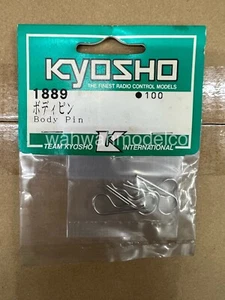 KYOSHO
THE FINEST RADIO CONTROL MODELS
1889 ●100
ボディピン
Body Pin
wahwahmodelco
K
TEAM KYOSHO INTERNATIONAL